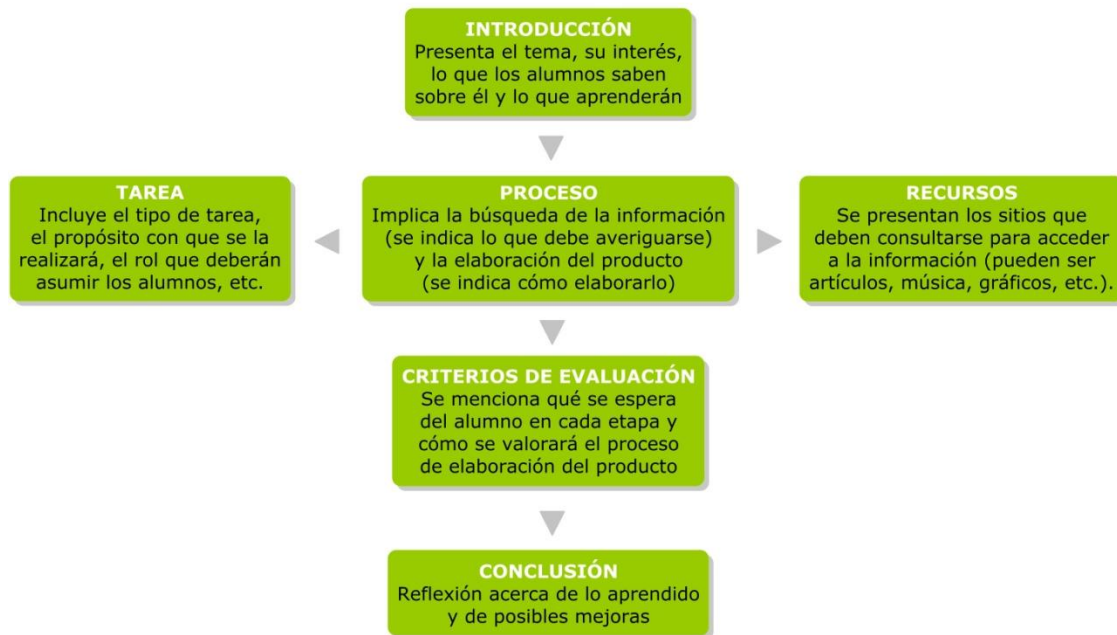 INTRODUCCIÓN
Presenta el tema, su interés,
lo que los alumnos saben
sobre él y lo que aprenderán
TAREA
Incluye el tipo de tarea,
el propósito con que se la
realizará, el rol que deberán
asumir los alumnos, etc.
PROCESO
Implica la búsqueda de la información
(se indica lo que debe averiguarse)
y la elaboración del producto
(se indica cómo elaborarlo)
RECURSOS
Se presentan los sitios que
deben consultarse para acceder
a la información (pueden ser
artículos, música, gráficos, etc.).
CRITERIOS DE EVALUACIÓN
Se menciona qué se espera
del alumno en cada etapa y
cómo se valorará el proceso
de elaboración del producto
CONCLUSIÓN
Reflexión acerca de lo aprendido
y de posibles mejoras